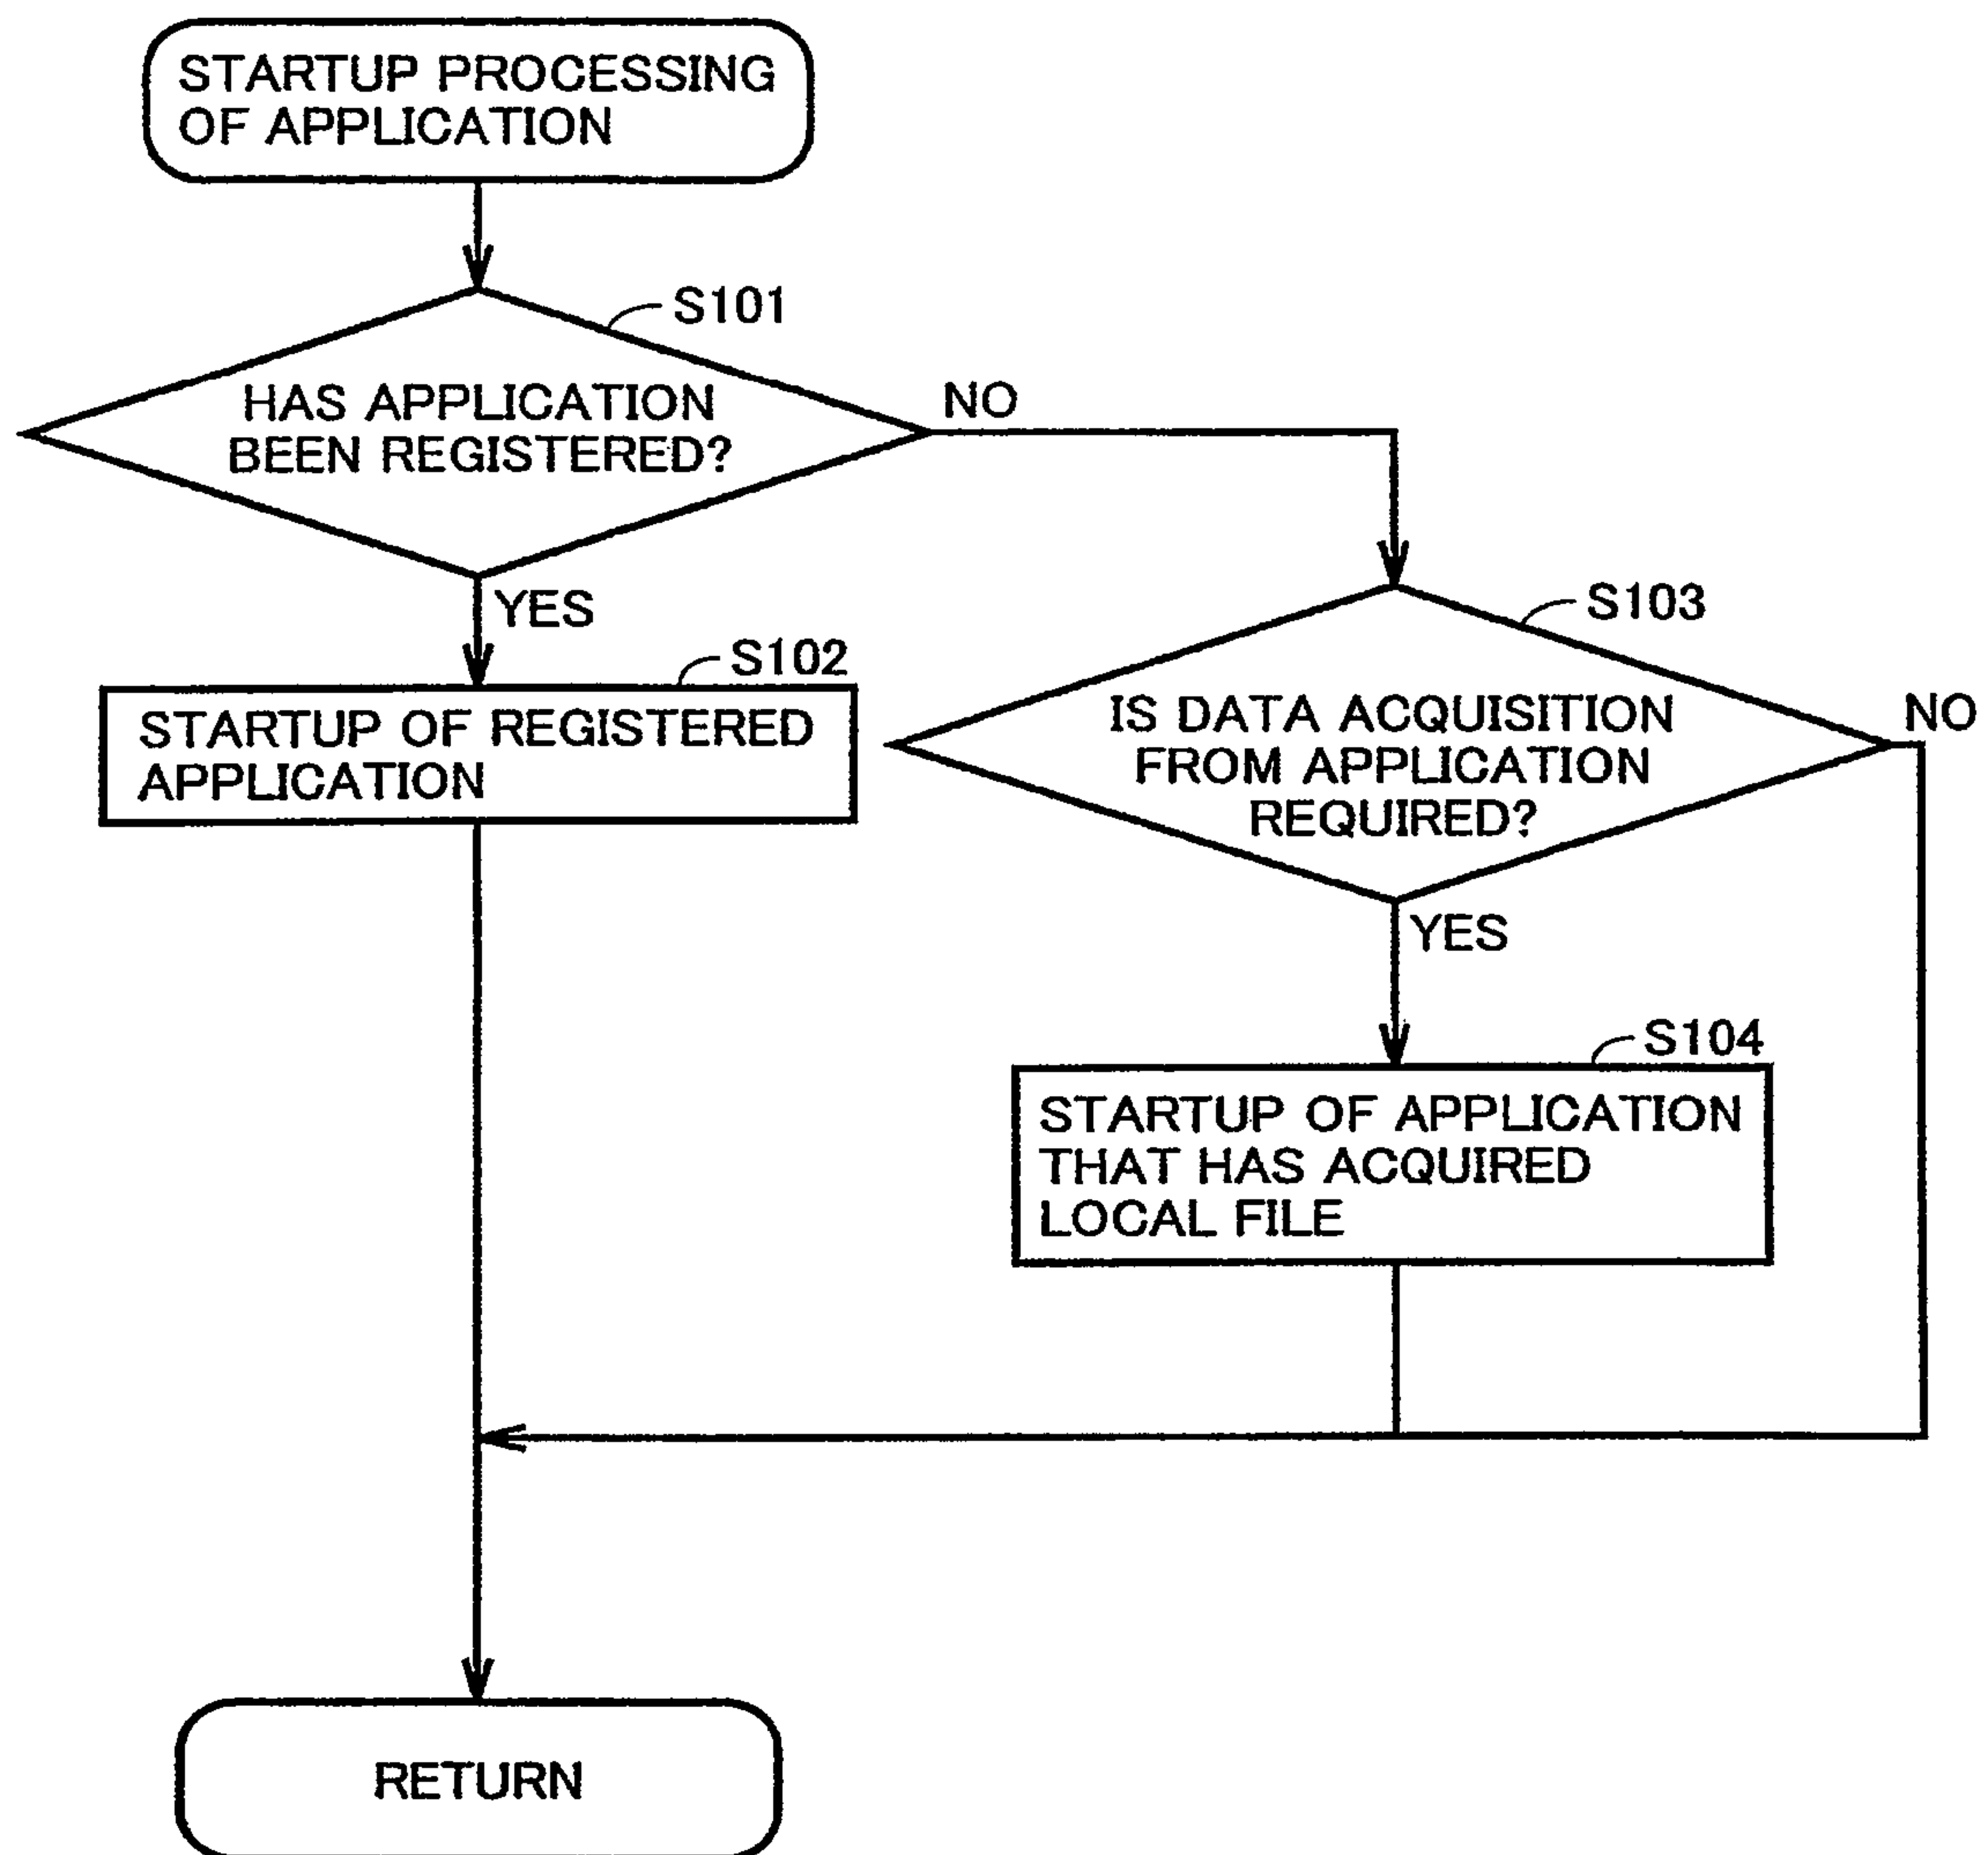 STARTUP PROCESSING
OF APPLICATION
S101
HAS APPLICATION
BEEN REGISTERED?
NO
YES
S102
STARTUP OF REGISTERED
APPLICATION
S103
IS DATA ACQUISITION
FROM APPLICATION
REQUIRED?
NO
YES
S104
STARTUP OF APPLICATION
THAT HAS ACQUIRED
LOCAL FILE
RETURN